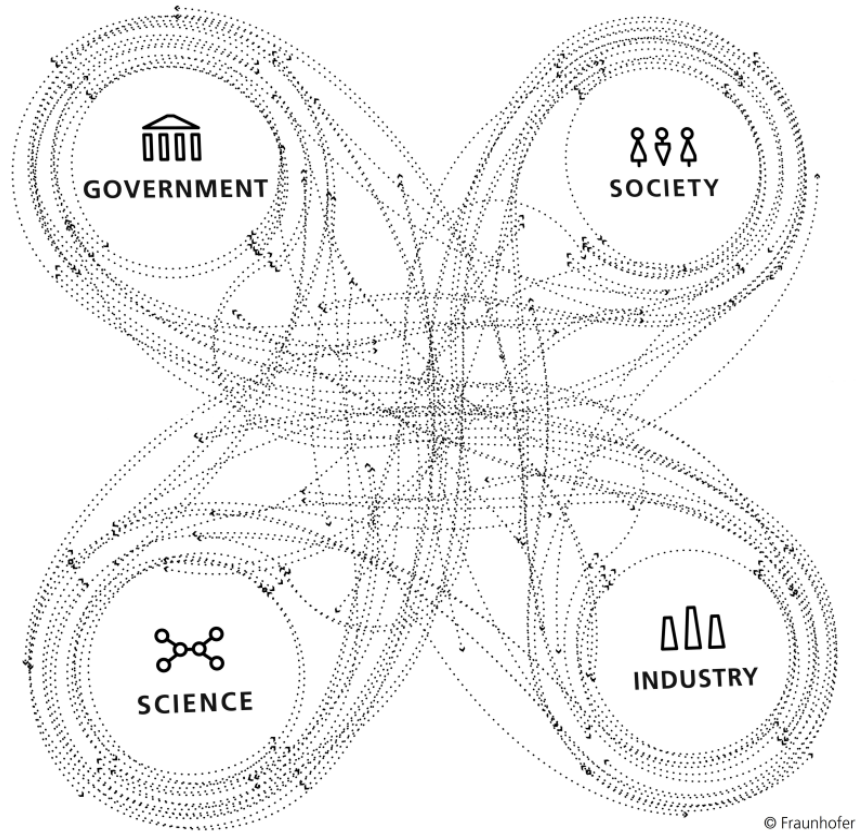 GOVERNMENT
SOCIETY
SCIENCE
INDUSTRY
© Fraunhofer